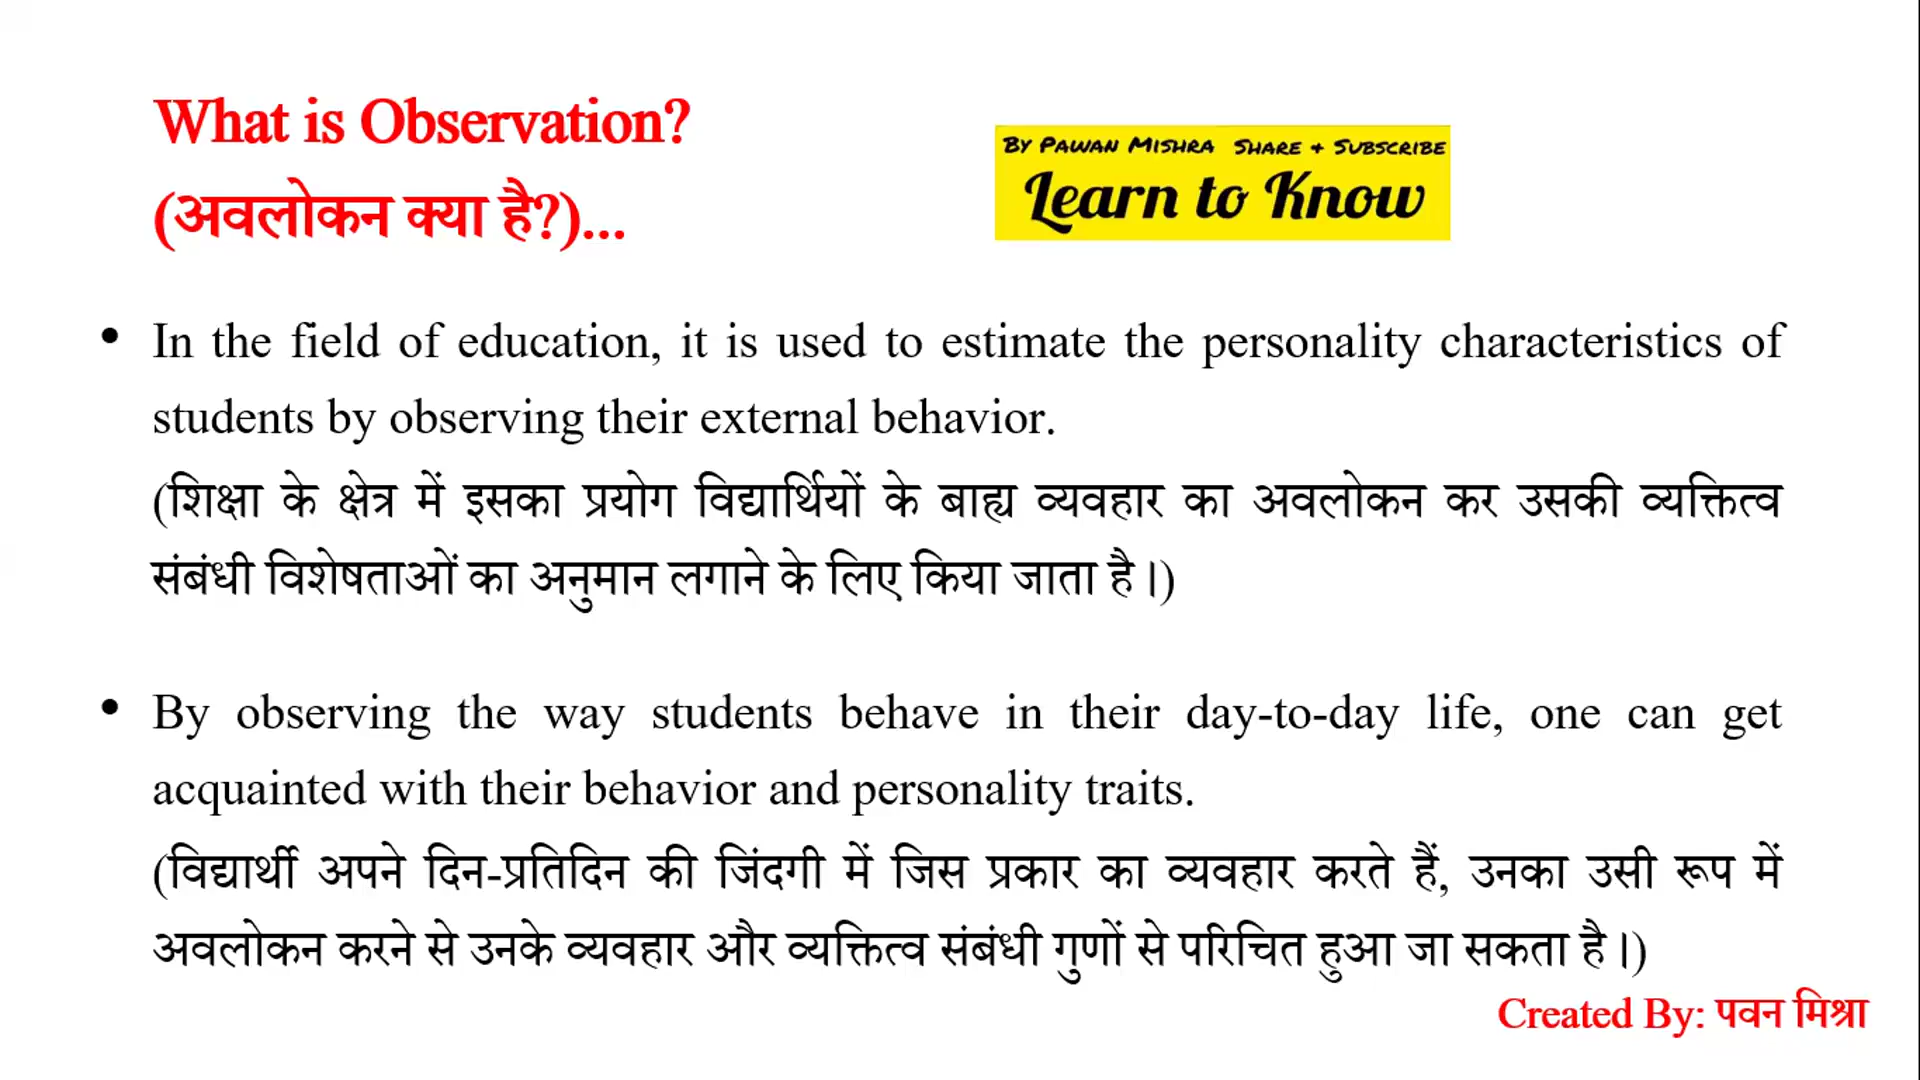 What is Observation?
(अवलोकन क्या है?)...
By Pawan Mishra Share + Subscribe
Learn to Know
• In the field of education, it is used to estimate the personality characteristics of
students by observing their external behavior.
(शिक्षा के क्षेत्र में इसका प्रयोग विद्यार्थियों के बाह्य व्यवहार का अवलोकन कर उसकी व्यक्तित्व
संबंधी विशेषताओं का अनुमान लगाने के लिए किया जाता है।)
• By observing the way students behave in their day-to-day life, one can get
acquainted with their behavior and personality traits.
(विद्यार्थी अपने दिन-प्रतिदिन की जिंदगी में जिस प्रकार का व्यवहार करते हैं, उनका उसी रूप में
अवलोकन करने से उनके व्यवहार और व्यक्तित्व संबंधी गुणों से परिचित हुआ जा सकता है।)
Created By: पवन मिश्रा